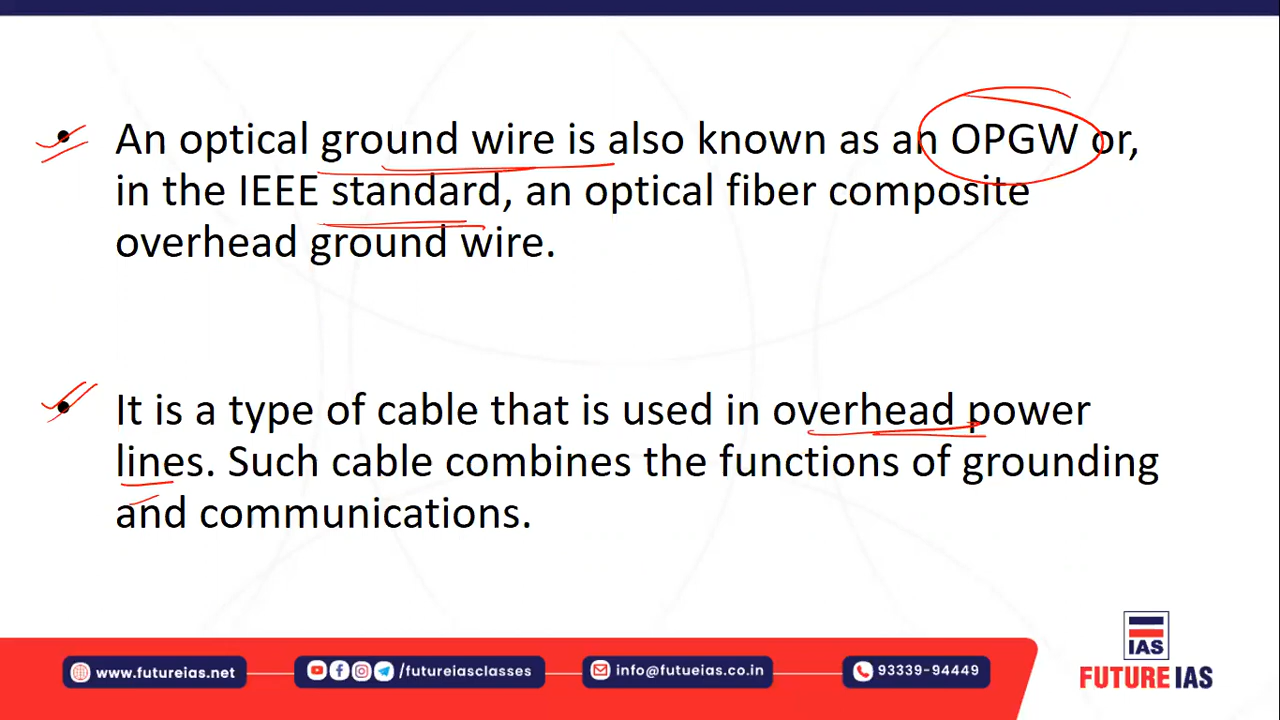 An optical ground wire is also known as an OPGW or,
in the IEEE standard, an optical fiber composite
overhead ground wire.
It is a type of cable that is used in overhead power
lines. Such cable combines the functions of grounding
and communications.
www.futureias.net
/futureiasclasses
info@futueias.co.in
93339-94449
IAS
FUTURE IAS